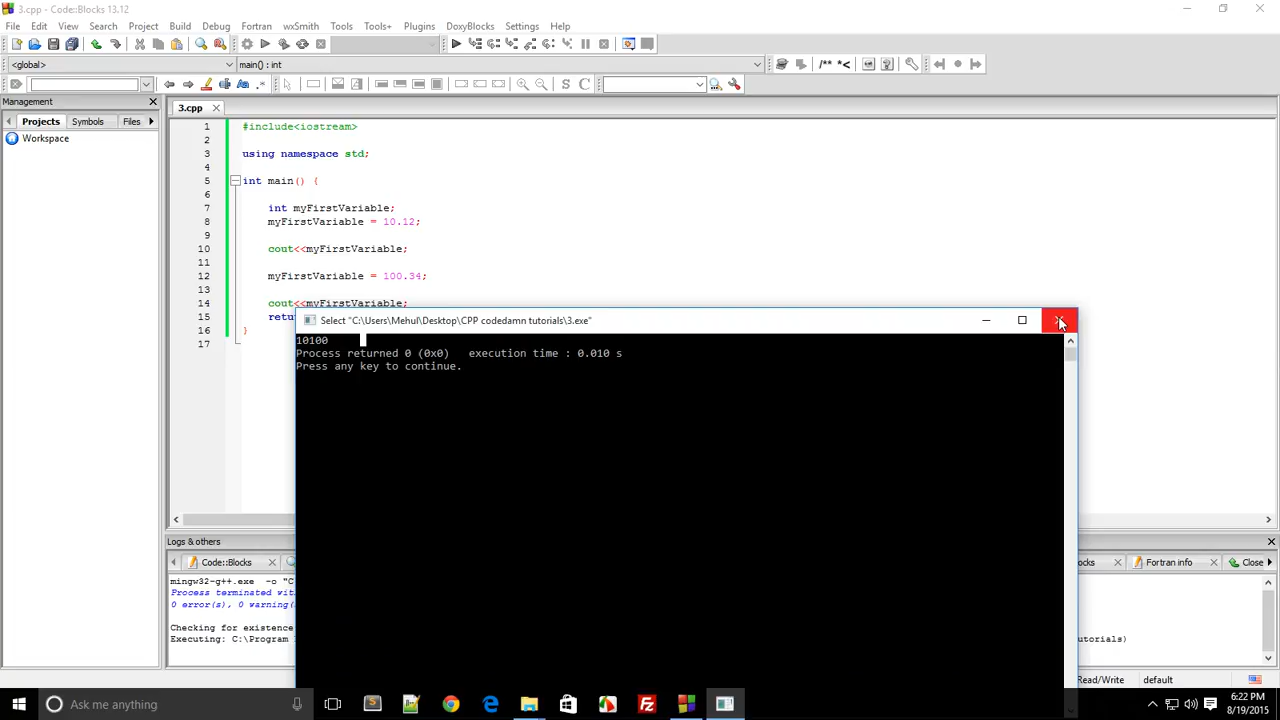 3.cpp - Code::Blocks 13.12
File Edit View Search Project Build Debug Fortran wxSmith Tools Tools+ Plugins DoxyBlocks Settings Help
<global> main() : int
/** *<
S C
Management
Projects Symbols Files
Workspace
3.cpp
1 #include<iostream>
2
3 using namespace std;
4
5 int main() {
6
7 int myFirstVariable;
8 myFirstVariable = 10.12;
9
10 cout<<myFirstVariable;
11
12 myFirstVariable = 100.34;
13
14 cout<<myFirstVariable;
15 retu
16 }
17
Select "C:\Users\Mehul\Desktop\CPP codedamn tutorials\3.exe"
10100
Process returned 0 (0x0) execution time : 0.010 s
Press any key to continue.
Logs & others
Code::Blocks ocks Fortran info Close
mingw32-g++.exe -o "C
Process terminated wit
0 error(s), 0 warning(
Checking for existence
Executing: C:\Program utorials)
Read/Write default
Ask me anything
6:22 PM
8/19/2015